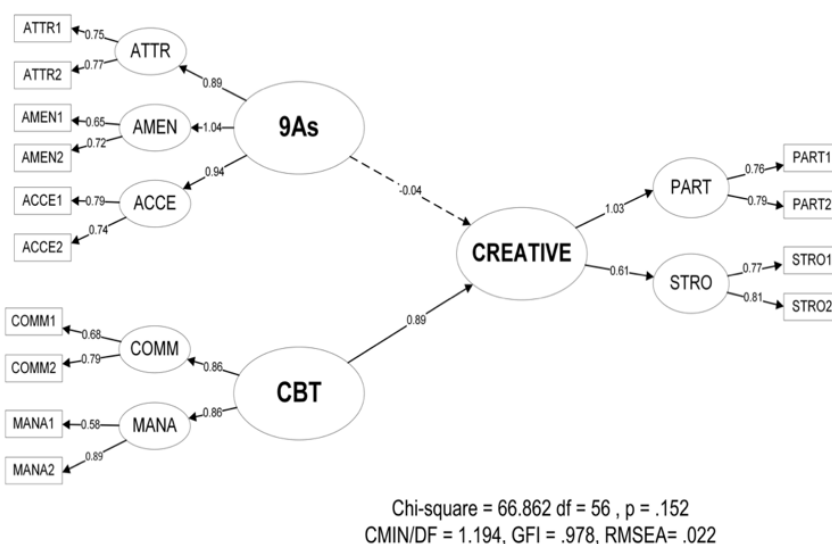 ATTR1
0.75
ATTR
ATTR2
0.77
0.89
AMEN1
0.65
AMEN
1.04
9As
AMEN2
0.72
0.94
ACCE1
0.79
ACCE
ACCE2
0.74
-0.04
PART1
0.76
PART
0.79
PART2
1.03
CREATIVE
0.61
STRO
0.77
STRO1
0.81
STRO2
COMM1
0.68
COMM
COMM2
0.79
0.86
0.89
CBT
MANA1
0.58
MANA
0.86
MANA2
0.89
Chi-square = 66.862 df = 56 , p = .152
CMIN/DF = 1.194, GFI = .978, RMSEA= .022